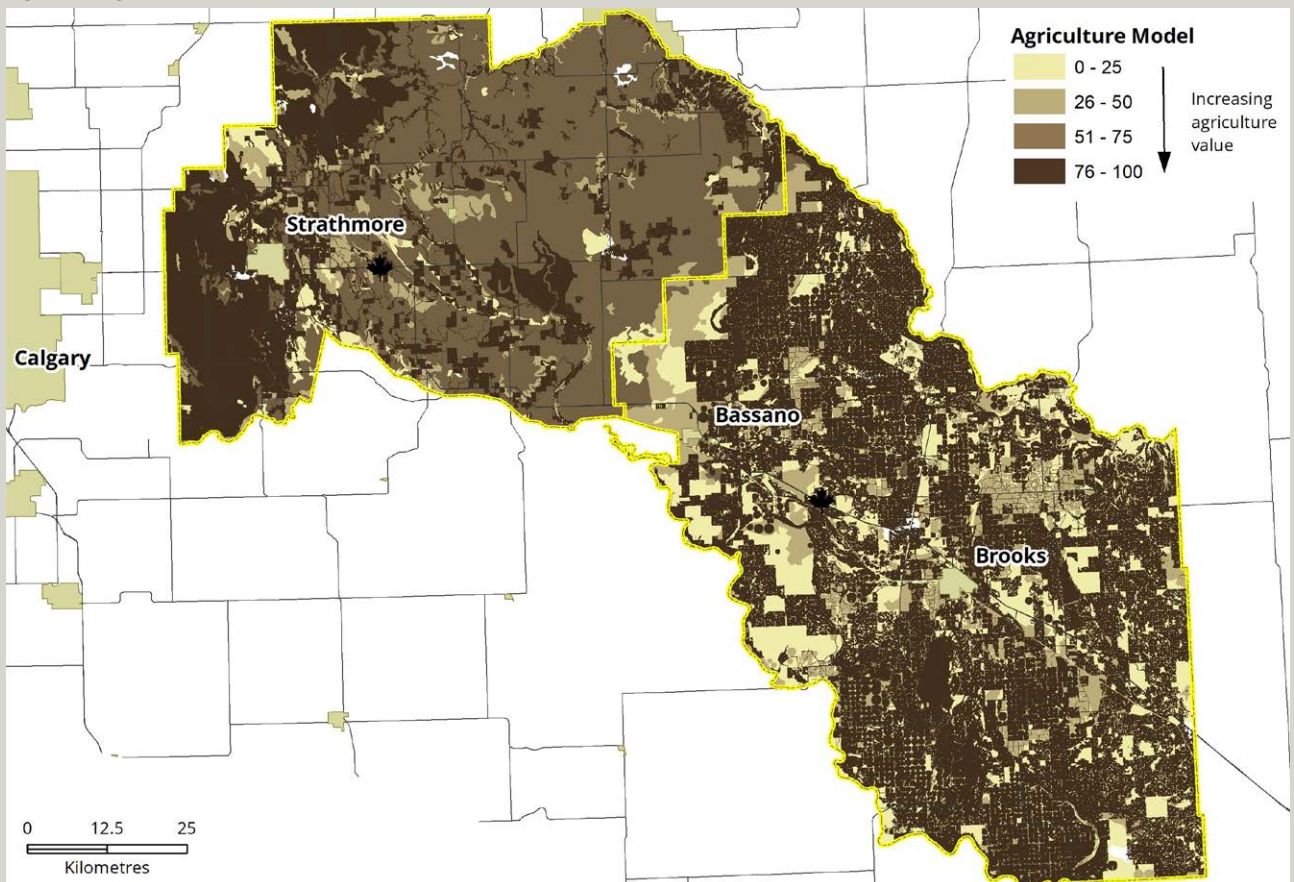 Agriculture Model
0 - 25
26 - 50
51 - 75
76 - 100
Increasing
agriculture
value
Strathmore
Calgary
Bassano
Brooks
0 12.5 25
Kilometres